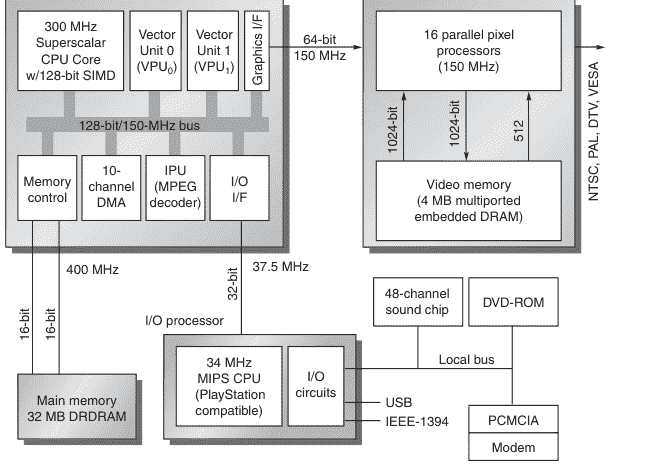 300 MHz
Superscalar
CPU Core
w/128-bit SIMD
Vector
Unit 0
(VPU0)
Vector
Unit 1
(VPU1)
Graphics I/F
64-bit
150 MHz
16 parallel pixel
processors
(150 MHz)
128-bit/150-MHz bus
1024-bit
1024-bit
512
NTSC, PAL, DTV, VESA
Memory
control
10-
channel
DMA
IPU
(MPEG
decoder)
I/O
I/F
Video memory
(4 MB multiported
embedded DRAM)
400 MHz
32-bit
37.5 MHz
16-bit
16-bit
I/O processor
48-channel
sound chip
DVD-ROM
Local bus
34 MHz
MIPS CPU
(PlayStation
compatible)
I/O
circuits
Main memory
32 MB DRDRAM
USB
IEEE-1394
PCMCIA
Modem